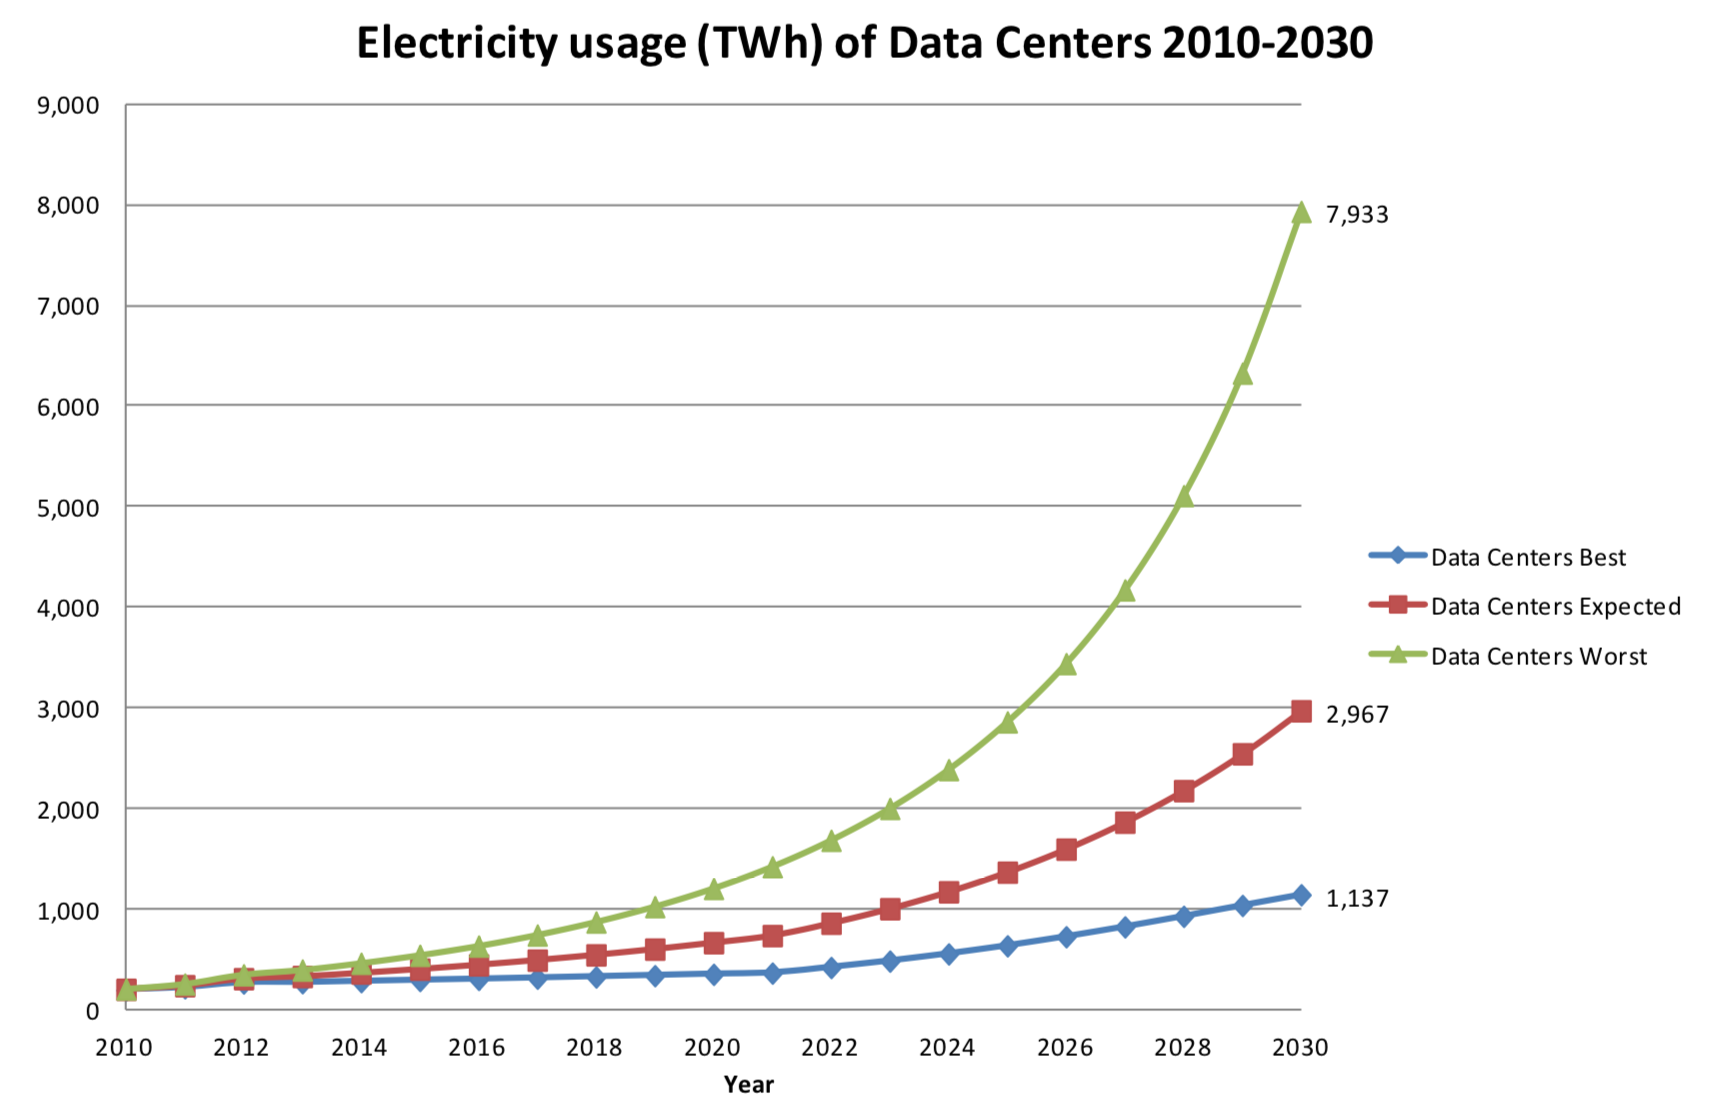 Electricity usage (TWh) of Data Centers 2010-2030
9,000
8,000
7,933
7,000
6,000
5,000
Data Centers Best
4,000
Data Centers Expected
Data Centers Worst
3,000
2,967
2,000
1,000
1,137
0
2010 2012 2014 2016 2018 2020 2022 2024 2026 2028 2030
Year